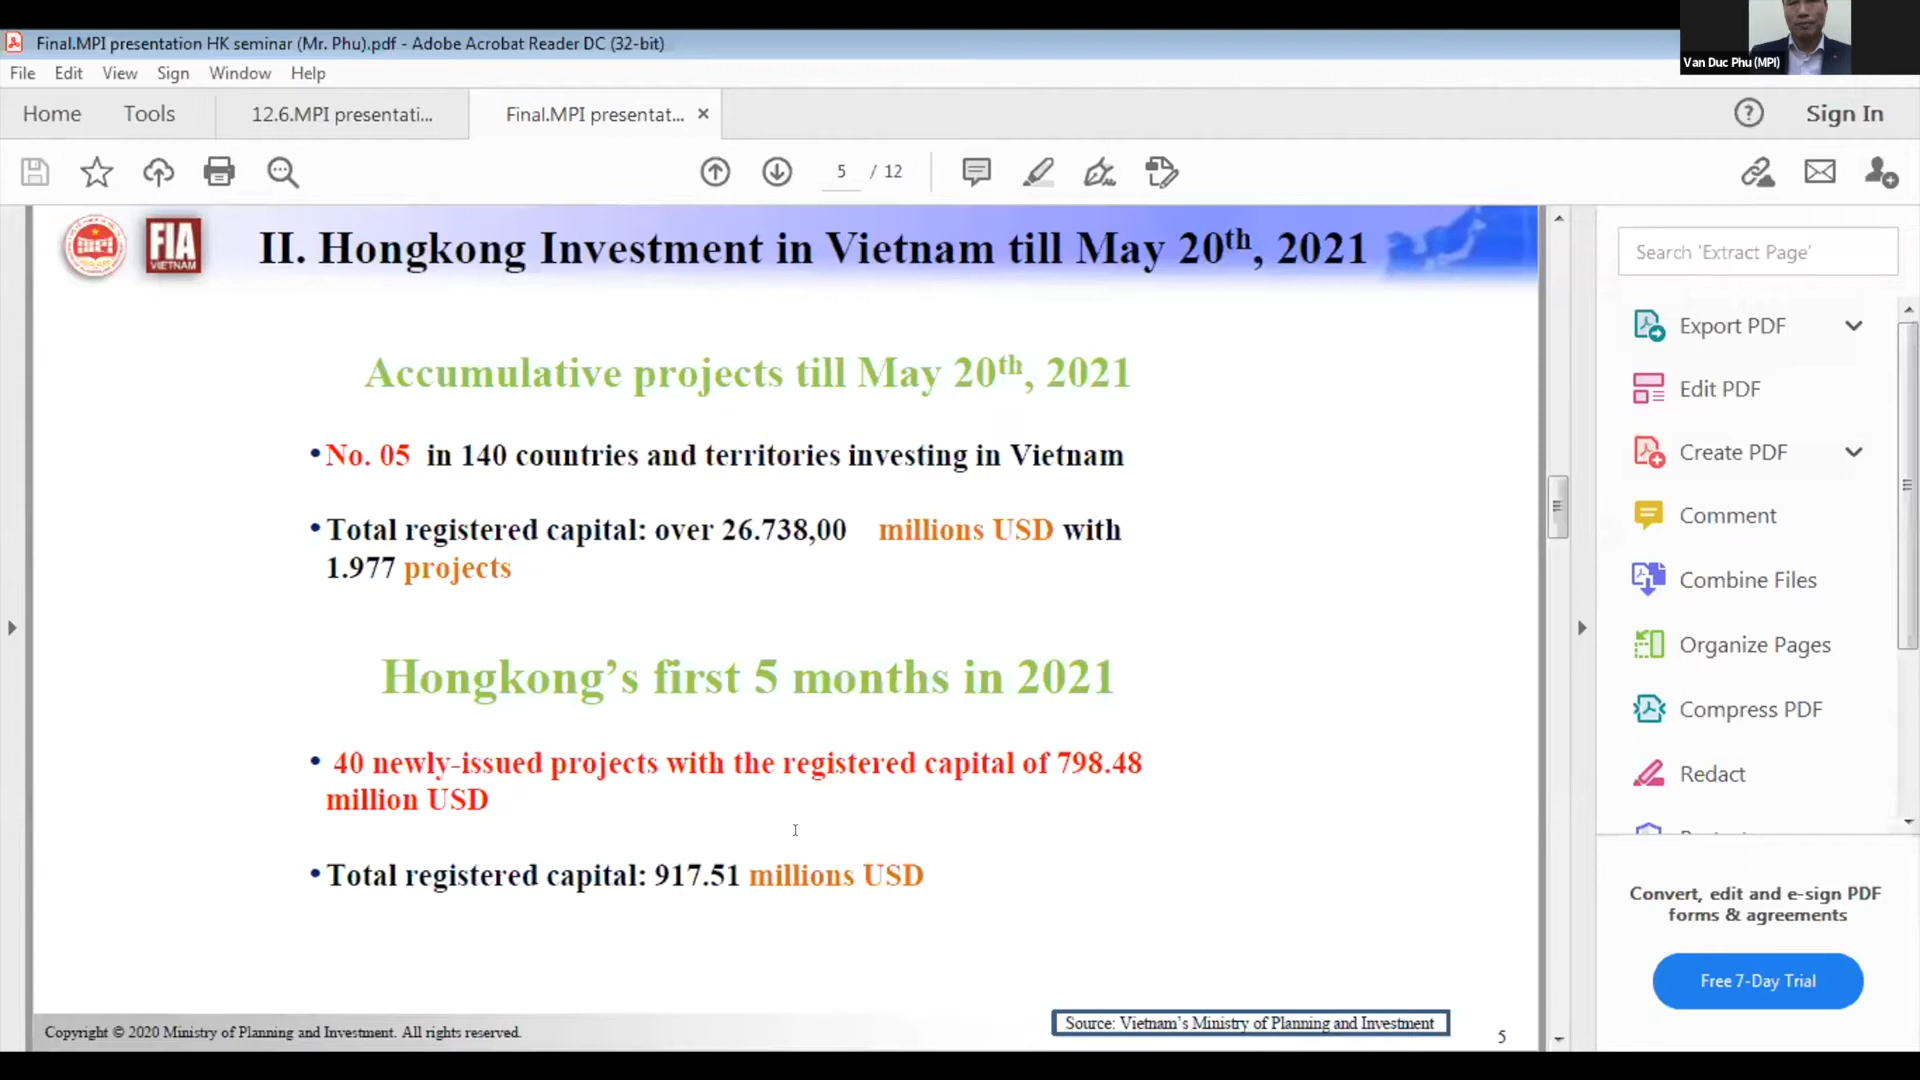 Final.MPI presentation HK seminar (Mr. Phu).pdf - Adobe Acrobat Reader DC (32-bit)
Van Duc Phu (MPI)
File Edit View Sign Window Help
Home Tools 12.6.MPI presentati... Final.MPI presentat... × Sign In
5 / 12
MPI
FIA
VIETNAM
II. Hongkong Investment in Vietnam till May 20th, 2021
Accumulative projects till May 20th, 2021
• No. 05 in 140 countries and territories investing in Vietnam
• Total registered capital: over 26.738,00 millions USD with
1.977 projects
Hongkong’s first 5 months in 2021
• 40 newly-issued projects with the registered capital of 798.48
million USD
• Total registered capital: 917.51 millions USD
Copyright © 2020 Ministry of Planning and Investment. All rights reserved.
Source: Vietnam’s Ministry of Planning and Investment
5
Search 'Extract Page'
Export PDF
Edit PDF
Create PDF
Comment
Combine Files
Organize Pages
Compress PDF
Redact
Convert, edit and e-sign PDF
forms & agreements
Free 7-Day Trial